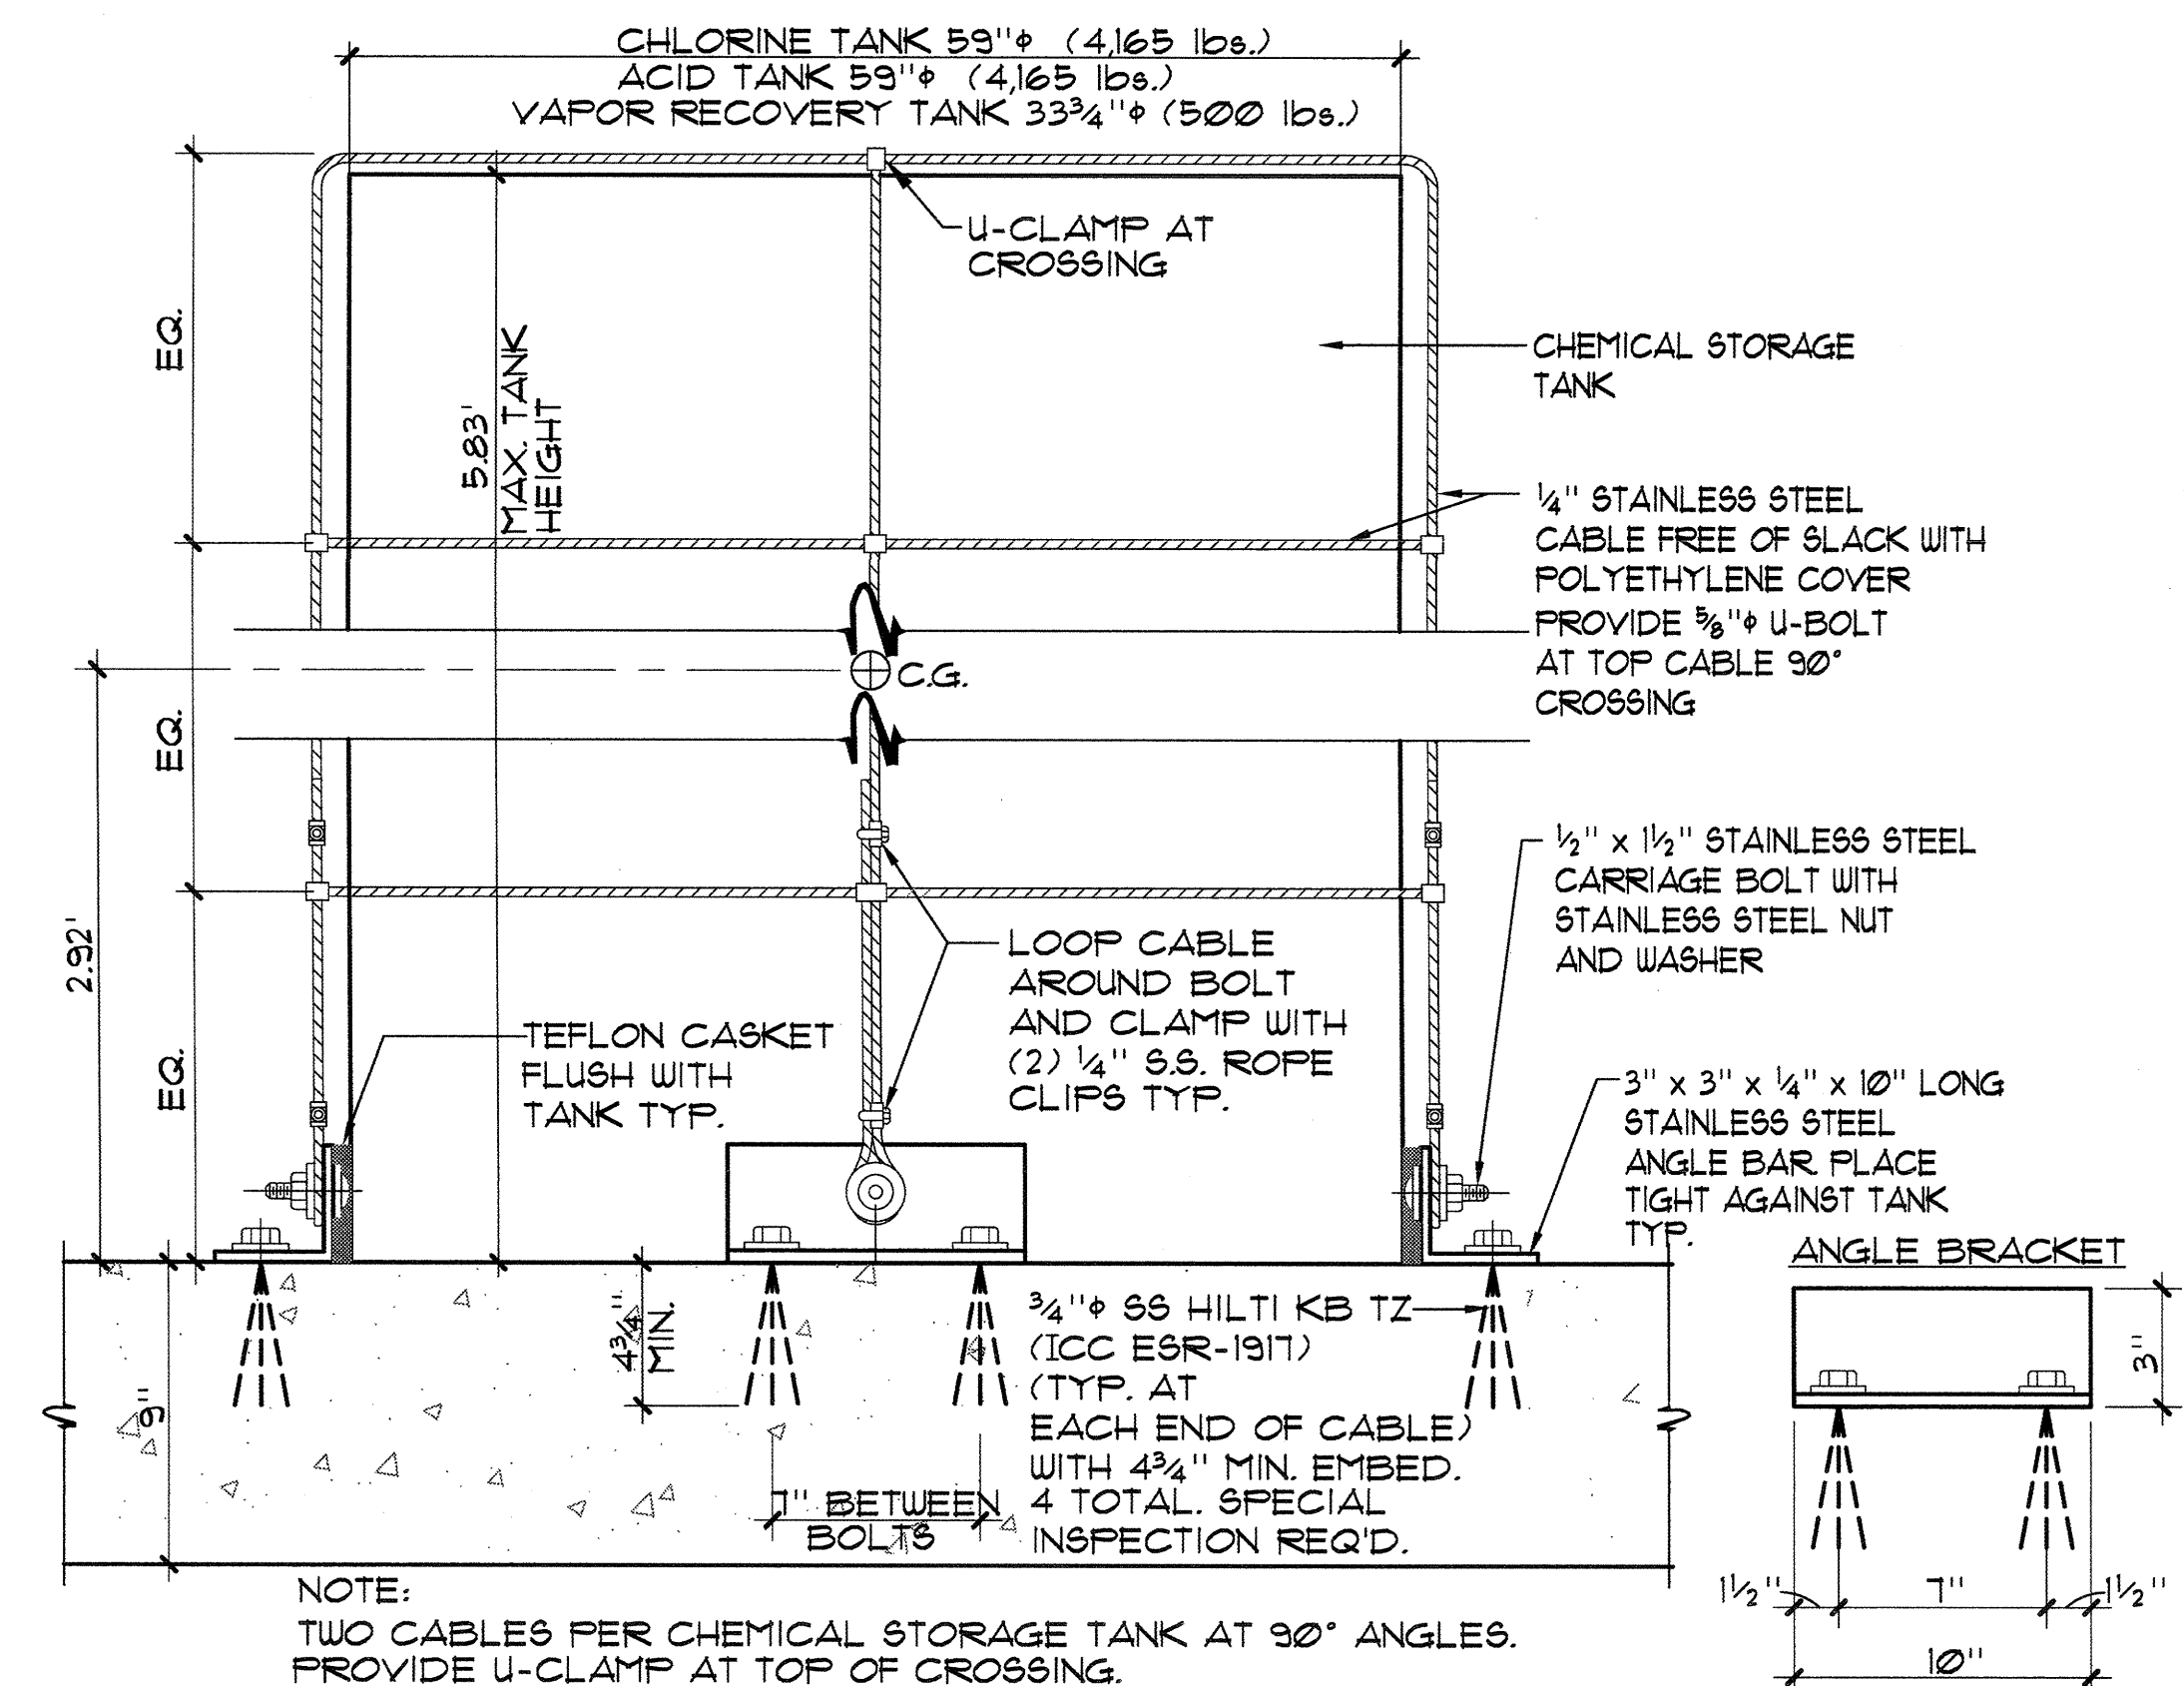 CHLORINE TANK 59"ϕ (4,165 lbs.)
ACID TANK 59"ϕ (4,165 lbs.)
VAPOR RECOVERY TANK 33¾"ϕ (500 lbs.)
U-CLAMP AT
CROSSING
EQ.
5.83'
MAX. TANK
HEIGHT
CHEMICAL STORAGE
TANK
¼" STAINLESS STEEL
CABLE FREE OF SLACK WITH
POLYETHYLENE COVER
PROVIDE ⅝"ϕ U-BOLT
AT TOP CABLE 90°
CROSSING
C.G.
EQ.
2.92'
½" x 1½" STAINLESS STEEL
CARRIAGE BOLT WITH
STAINLESS STEEL NUT
AND WASHER
LOOP CABLE
AROUND BOLT
AND CLAMP WITH
(2) ¼" S.S. ROPE
CLIPS TYP.
TEFLON CASKET
FLUSH WITH
TANK TYP.
EQ.
3" x 3" x ¼" x 10" LONG
STAINLESS STEEL
ANGLE BAR PLACE
TIGHT AGAINST TANK
TYP.
ANGLE BRACKET
3"
1½"
7"
1½"
10"
4¾"
MIN.
9"
¾"ϕ SS HILTI KB TZ
(ICC ESR-1917)
(TYP. AT
EACH END OF CABLE)
WITH 4¾" MIN. EMBED.
4 TOTAL. SPECIAL
INSPECTION REQ'D.
7" BETWEEN
BOLTS
NOTE:
TWO CABLES PER CHEMICAL STORAGE TANK AT 90° ANGLES.
PROVIDE U-CLAMP AT TOP OF CROSSING.